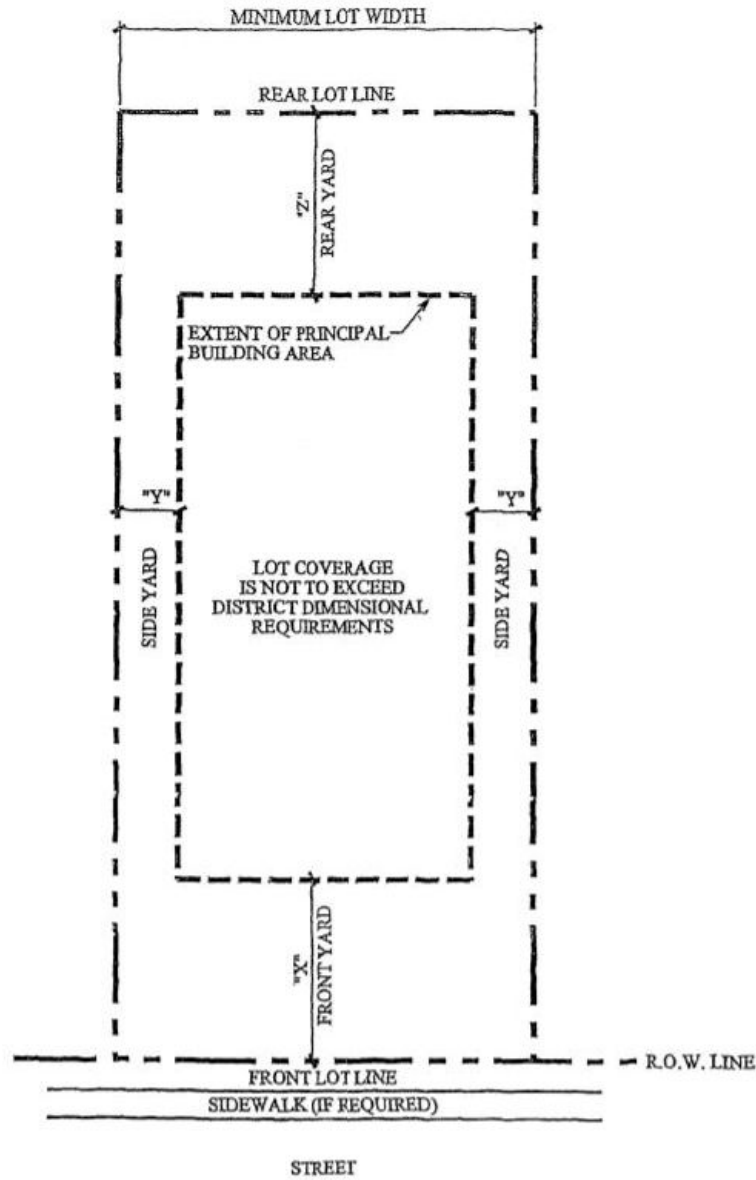 MINIMUM LOT WIDTH
REAR LOT LINE
"Z"
REAR YARD
EXTENT OF PRINCIPAL
BUILDING AREA
"Y"
"Y"
SIDE YARD
LOT COVERAGE
IS NOT TO EXCEED
DISTRICT DIMENSIONAL
REQUIREMENTS
SIDE YARD
"X"
FRONT YARD
R.O.W. LINE
FRONT LOT LINE
SIDEWALK (IF REQUIRED)
STREET